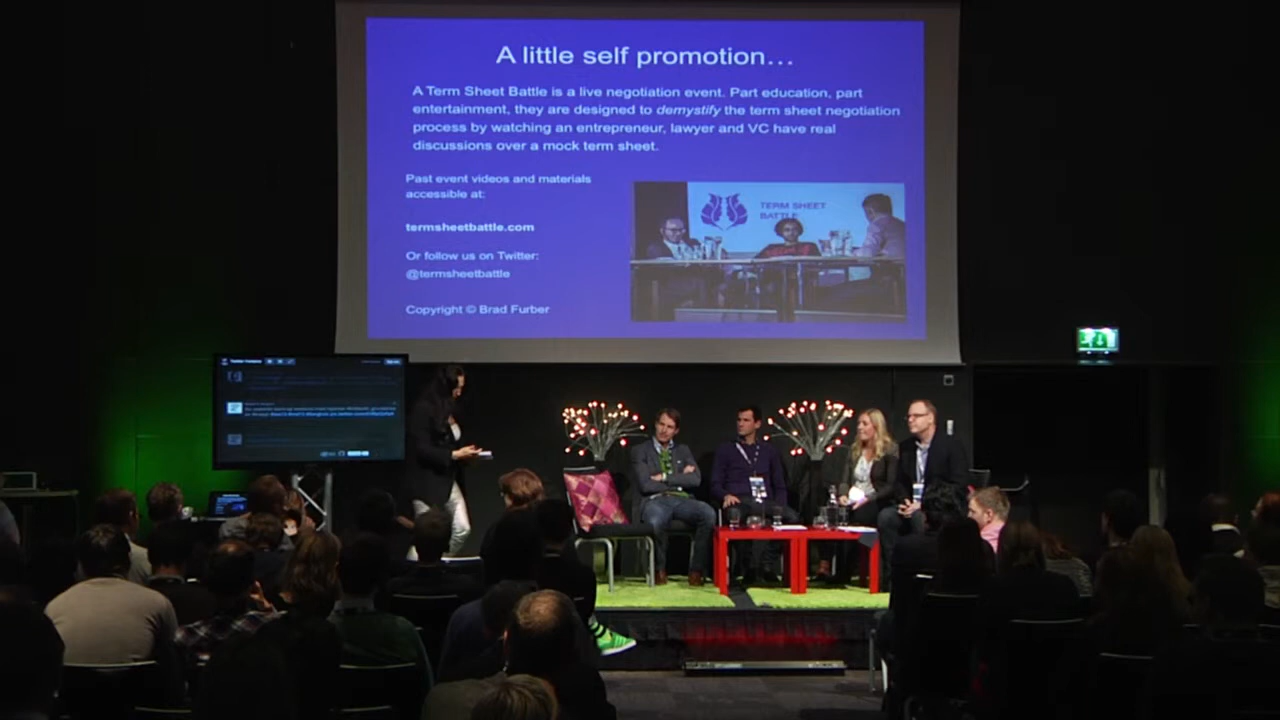 A little self promotion...
A Term Sheet Battle is a live negotiation event. Part education, part
entertainment, they are designed to demystify the term sheet negotiation
process by watching an entrepreneur, lawyer and VC have real
discussions over a mock term sheet.
Past event videos and materials
accessible at:
termsheetbattle.com
Or follow us on Twitter:
@termsheetbattle
Copyright © Brad Furber
TERM SHEET
BATTLE